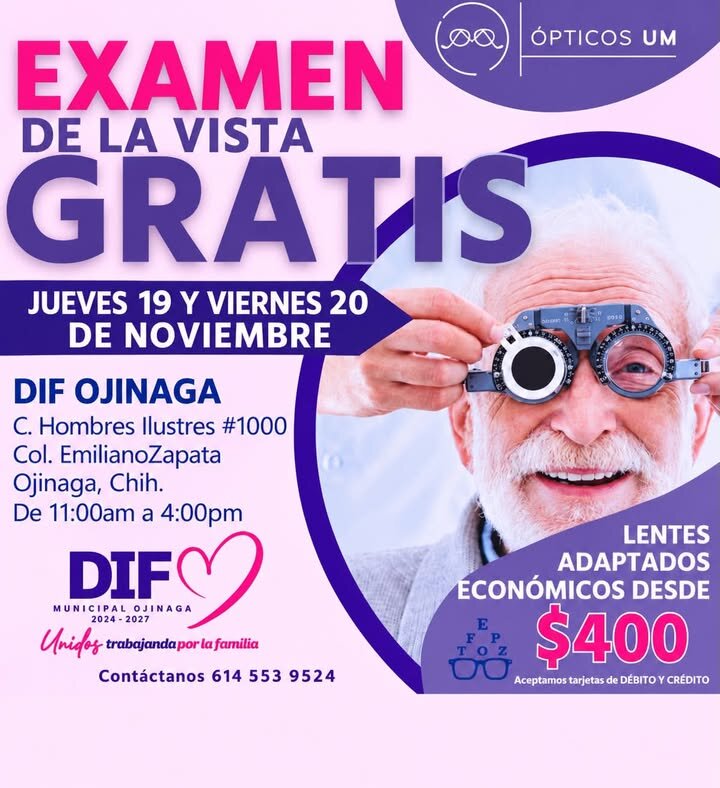 ÓPTICOS UM
EXAMEN
DE LA VISTA
GRATIS
JUEVES 19 Y VIERNES 20
DE NOVIEMBRE
DIF OJINAGA
C. Hombres Ilustres #1000
Col. EmilianoZapata
Ojinaga, Chih.
De 11:00am a 4:00pm
DIF
MUNICIPAL OJINAGA
2024 - 2027
Unidos trabajanda por la familia
Contáctanos 614 553 9524
LENTES
ADAPTADOS
ECONÓMICOS DESDE
$400
E
F P
T O Z
Aceptamos tarjetas de DÉBITO Y CRÉDITO